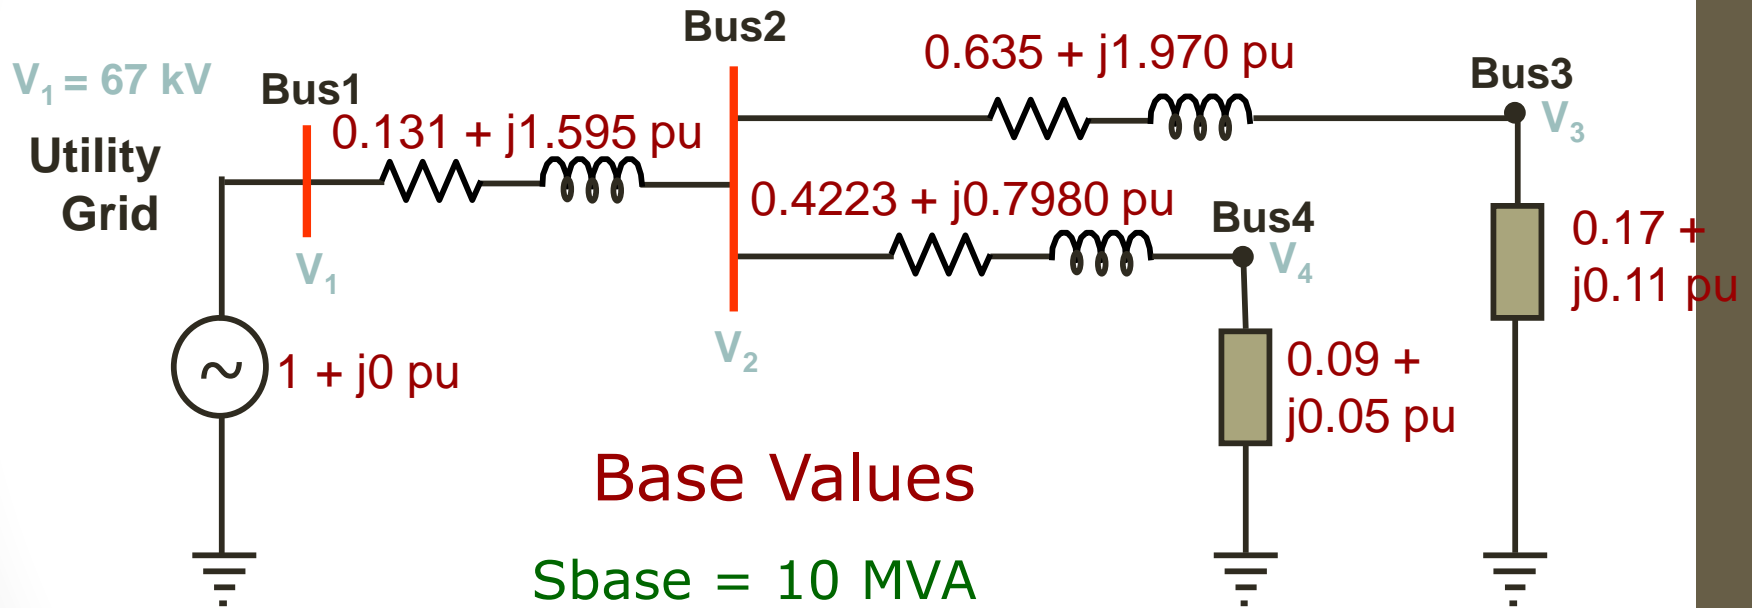 Bus2
0.635 + j1.970 pu
V1 = 67 kV
Bus1
Bus3
V3
0.131 + j1.595 pu
Utility
Grid
0.4223 + j0.7980 pu
Bus4
V4
0.17 +
j0.11 pu
V1
V2
~
1 + j0 pu
0.09 +
j0.05 pu
Base Values
Sbase = 10 MVA